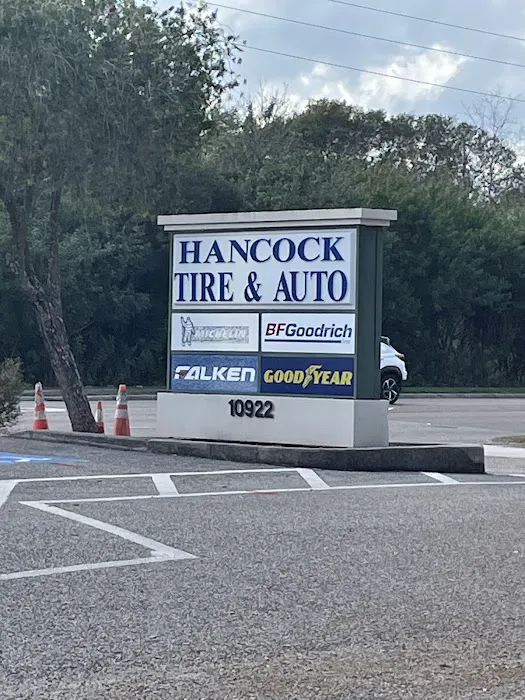 HANCOCK
TIRE & AUTO
MICHELIN
BFGoodrich
FALKEN
GOODYEAR
10922